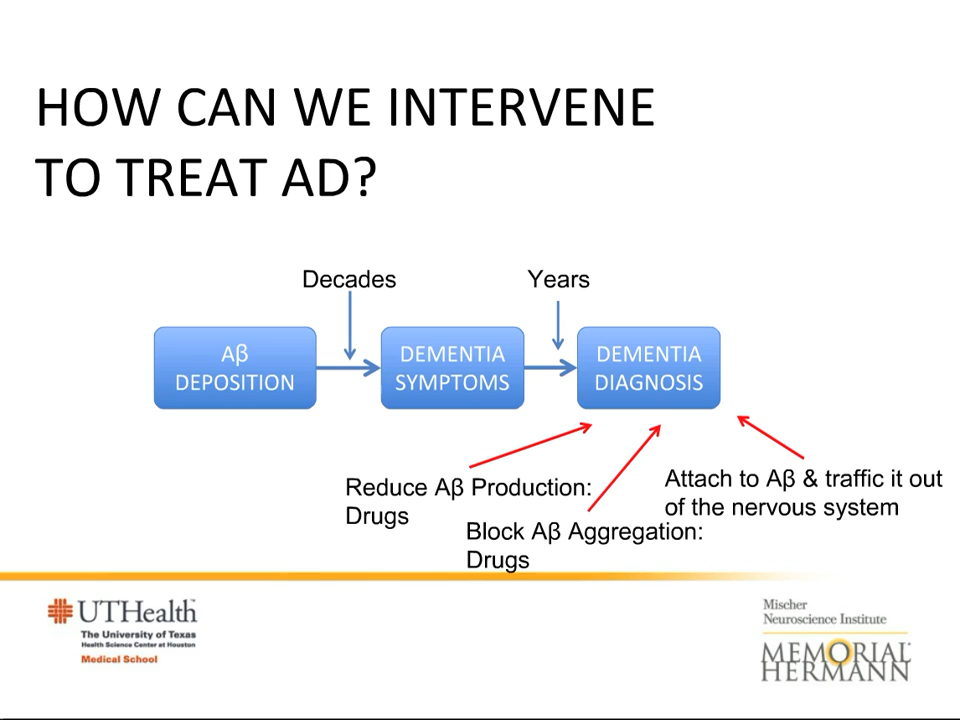 HOW CAN WE INTERVENE
TO TREAT AD?
Decades
Years
Aβ
DEPOSITION
DEMENTIA
SYMPTOMS
DEMENTIA
DIAGNOSIS
Reduce Aβ Production:
Drugs
Block Aβ Aggregation:
Drugs
Attach to Aβ & traffic it out
of the nervous system
UTHealth
The University of Texas
Health Science Center at Houston
Medical School
Mischer
Neuroscience Institute
MEMORIAL
HERMANN